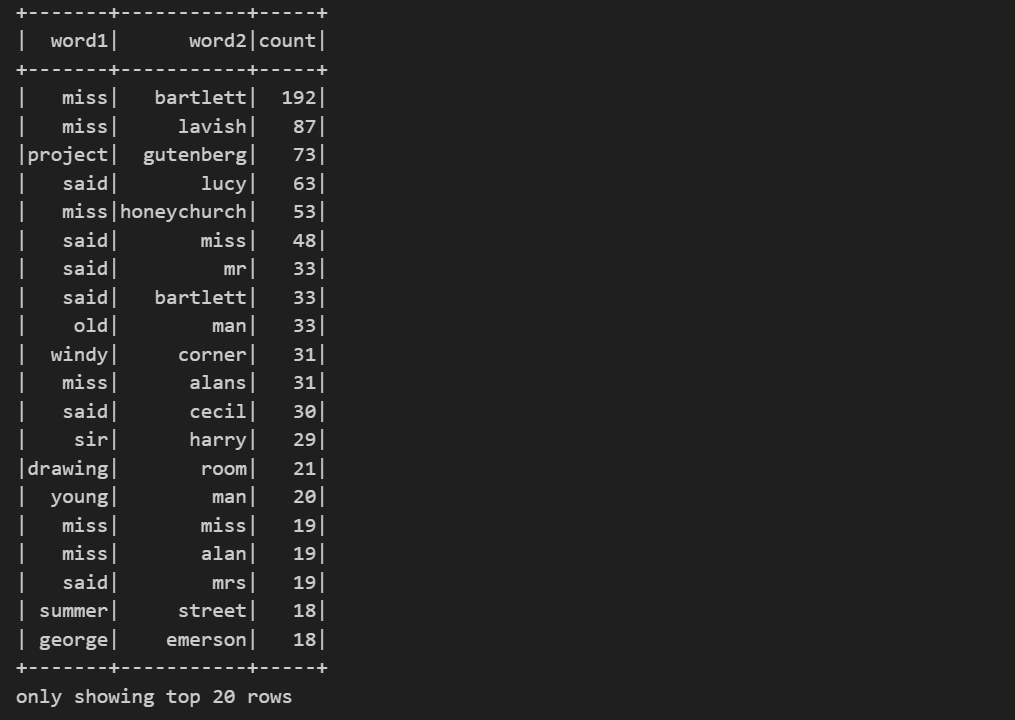 +-------+-----------+-----+
|  word1|      word2|count|
+-------+-----------+-----+
|   miss|   bartlett|  192|
|   miss|     lavish|   87|
|project|  gutenberg|   73|
|   said|       lucy|   63|
|   miss|honeychurch|   53|
|   said|       miss|   48|
|   said|         mr|   33|
|   said|   bartlett|   33|
|    old|        man|   33|
|  windy|     corner|   31|
|   miss|      alans|   31|
|   said|      cecil|   30|
|    sir|      harry|   29|
|drawing|       room|   21|
|  young|        man|   20|
|   miss|       miss|   19|
|   miss|       alan|   19|
|   said|        mrs|   19|
| summer|     street|   18|
| george|    emerson|   18|
+-------+-----------+-----+
only showing top 20 rows